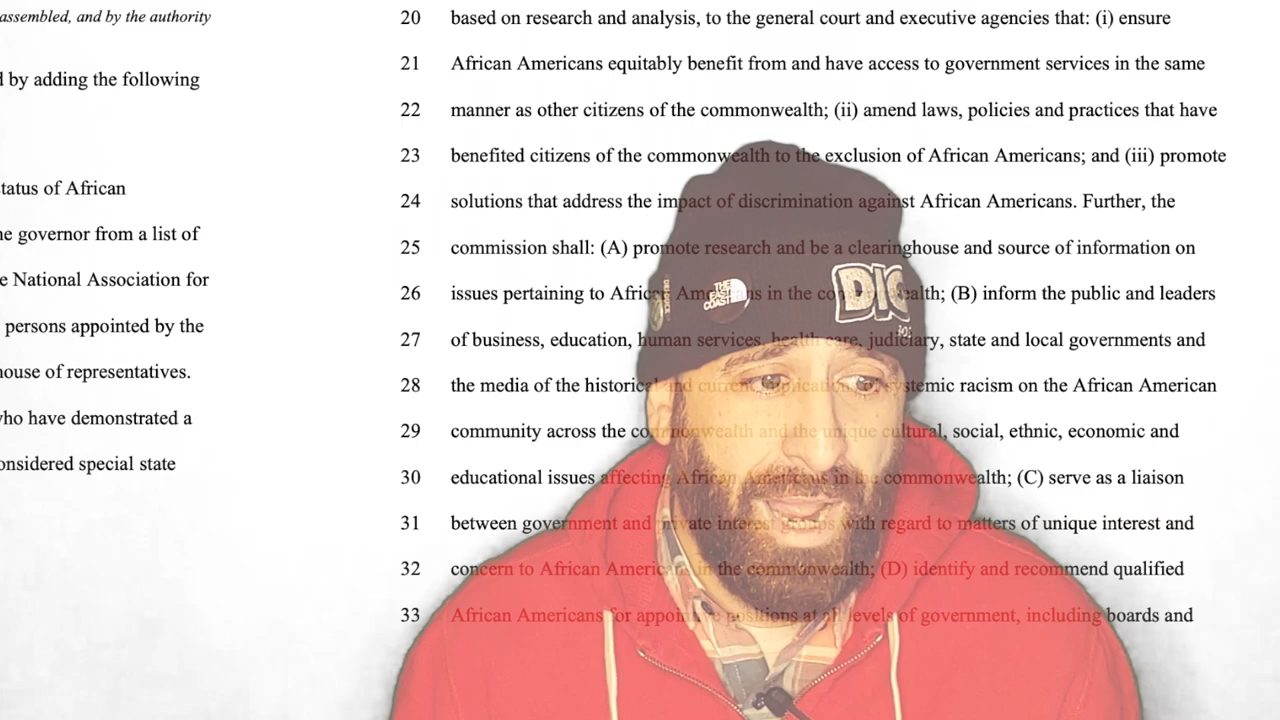 assembled, and by the authority
by adding the following
tatus of African
he governor from a list of
e National Association for
persons appointed by the
house of representatives.
who have demonstrated a
onsidered special state
20 based on research and analysis, to the general court and executive agencies that: (i) ensure
21 African Americans equitably benefit from and have access to government services in the same
22 manner as other citizens of the commonwealth; (ii) amend laws, policies and practices that have
23 benefited citizens of the commonwealth to the exclusion of African Americans; and (iii) promote
24 solutions that address the impact of discrimination against African Americans. Further, the
25 commission shall: (A) promote research and be a clearinghouse and source of information on
26 issues pertaining to African Americans in the commonwealth; (B) inform the public and leaders
27 of business, education, human services, health care, judiciary, state and local governments and
28 the media of the historical and current implications of systemic racism on the African American
29 community across the commonwealth and the unique cultural, social, ethnic, economic and
30 educational issues affecting African Americans in the commonwealth; (C) serve as a liaison
31 between government and private interest groups with regard to matters of unique interest and
32 concern to African Americans in the commonwealth; (D) identify and recommend qualified
33 African Americans for appointive positions at all levels of government, including boards and
THE
EAST
COAST
DIG